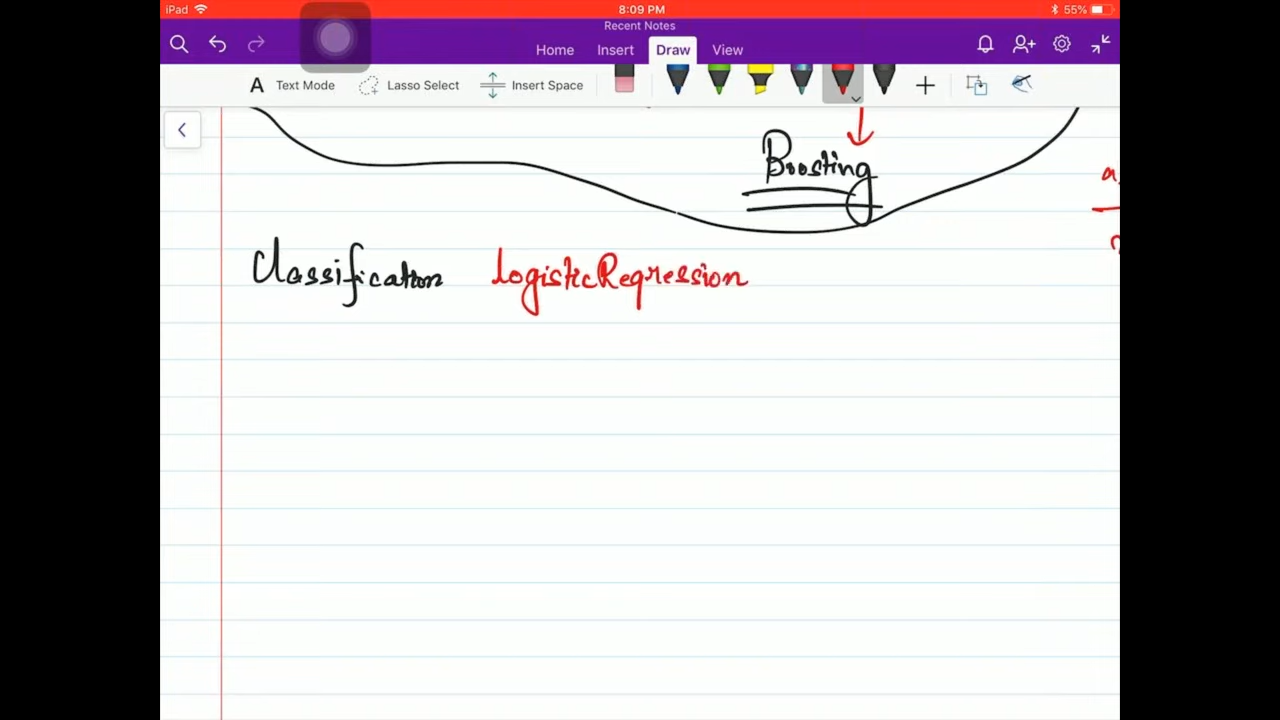 iPad 8:09 PM 55%
Recent Notes
Home Insert Draw View
A Text Mode Lasso Select Insert Space
Boosting
Classification LogisticRegression